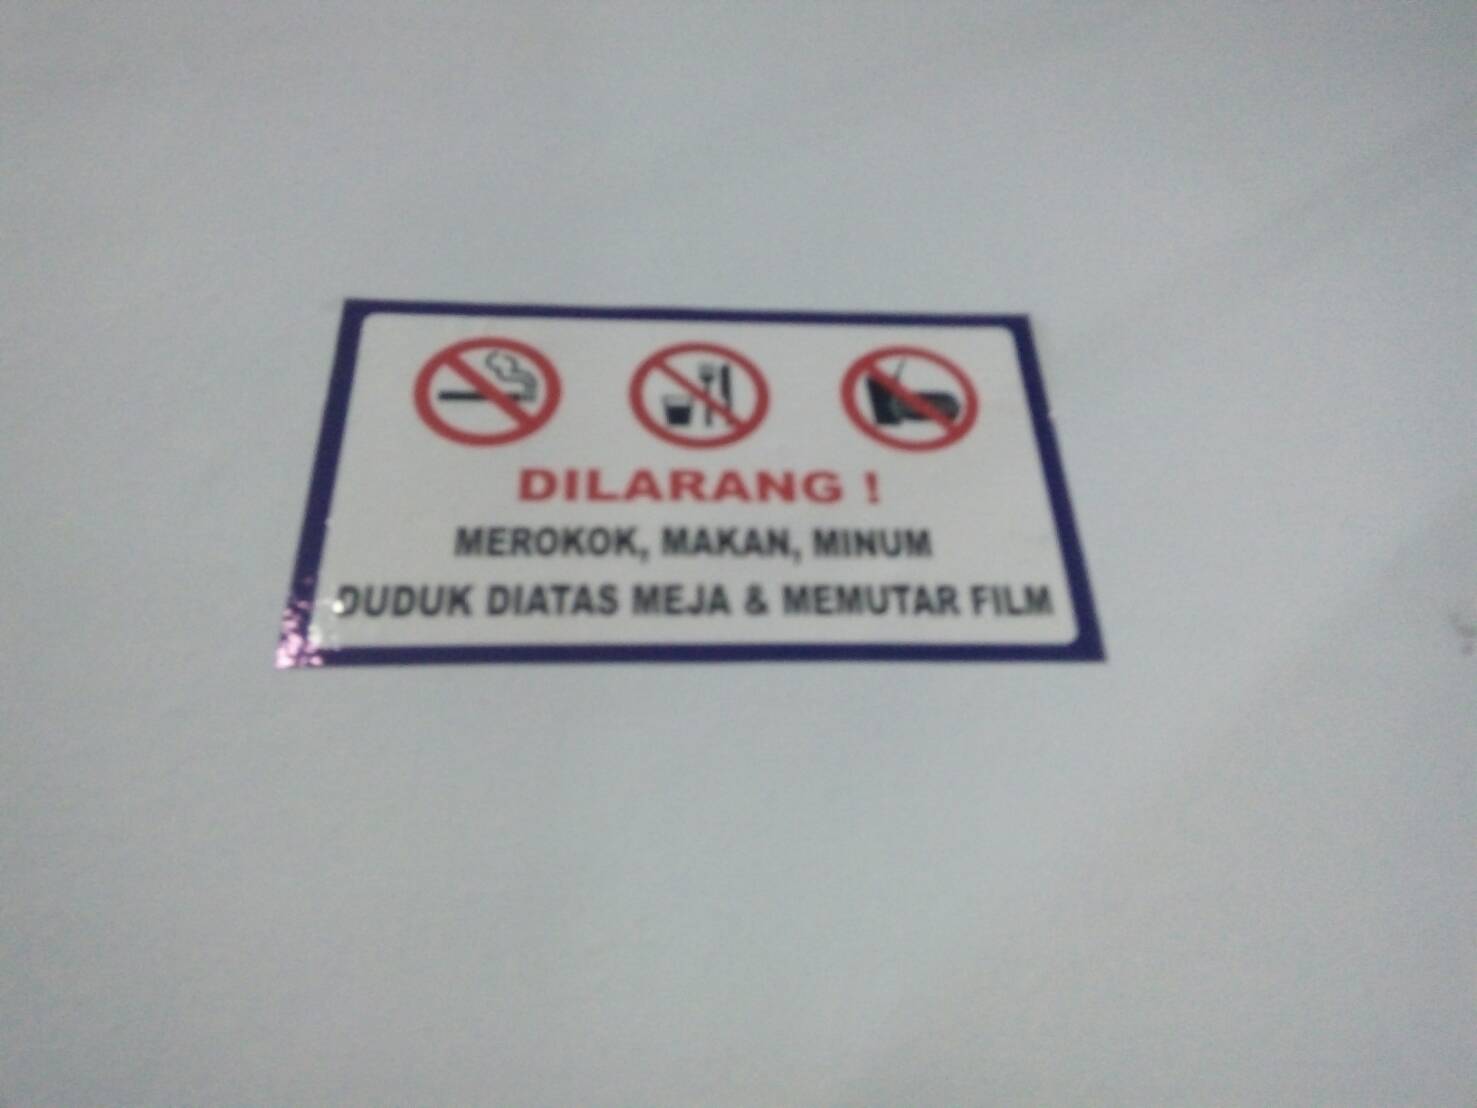 DILARANG !
MEROKOK, MAKAN, MINUM
DUDUK DIATAS MEJA & MEMUTAR FILM